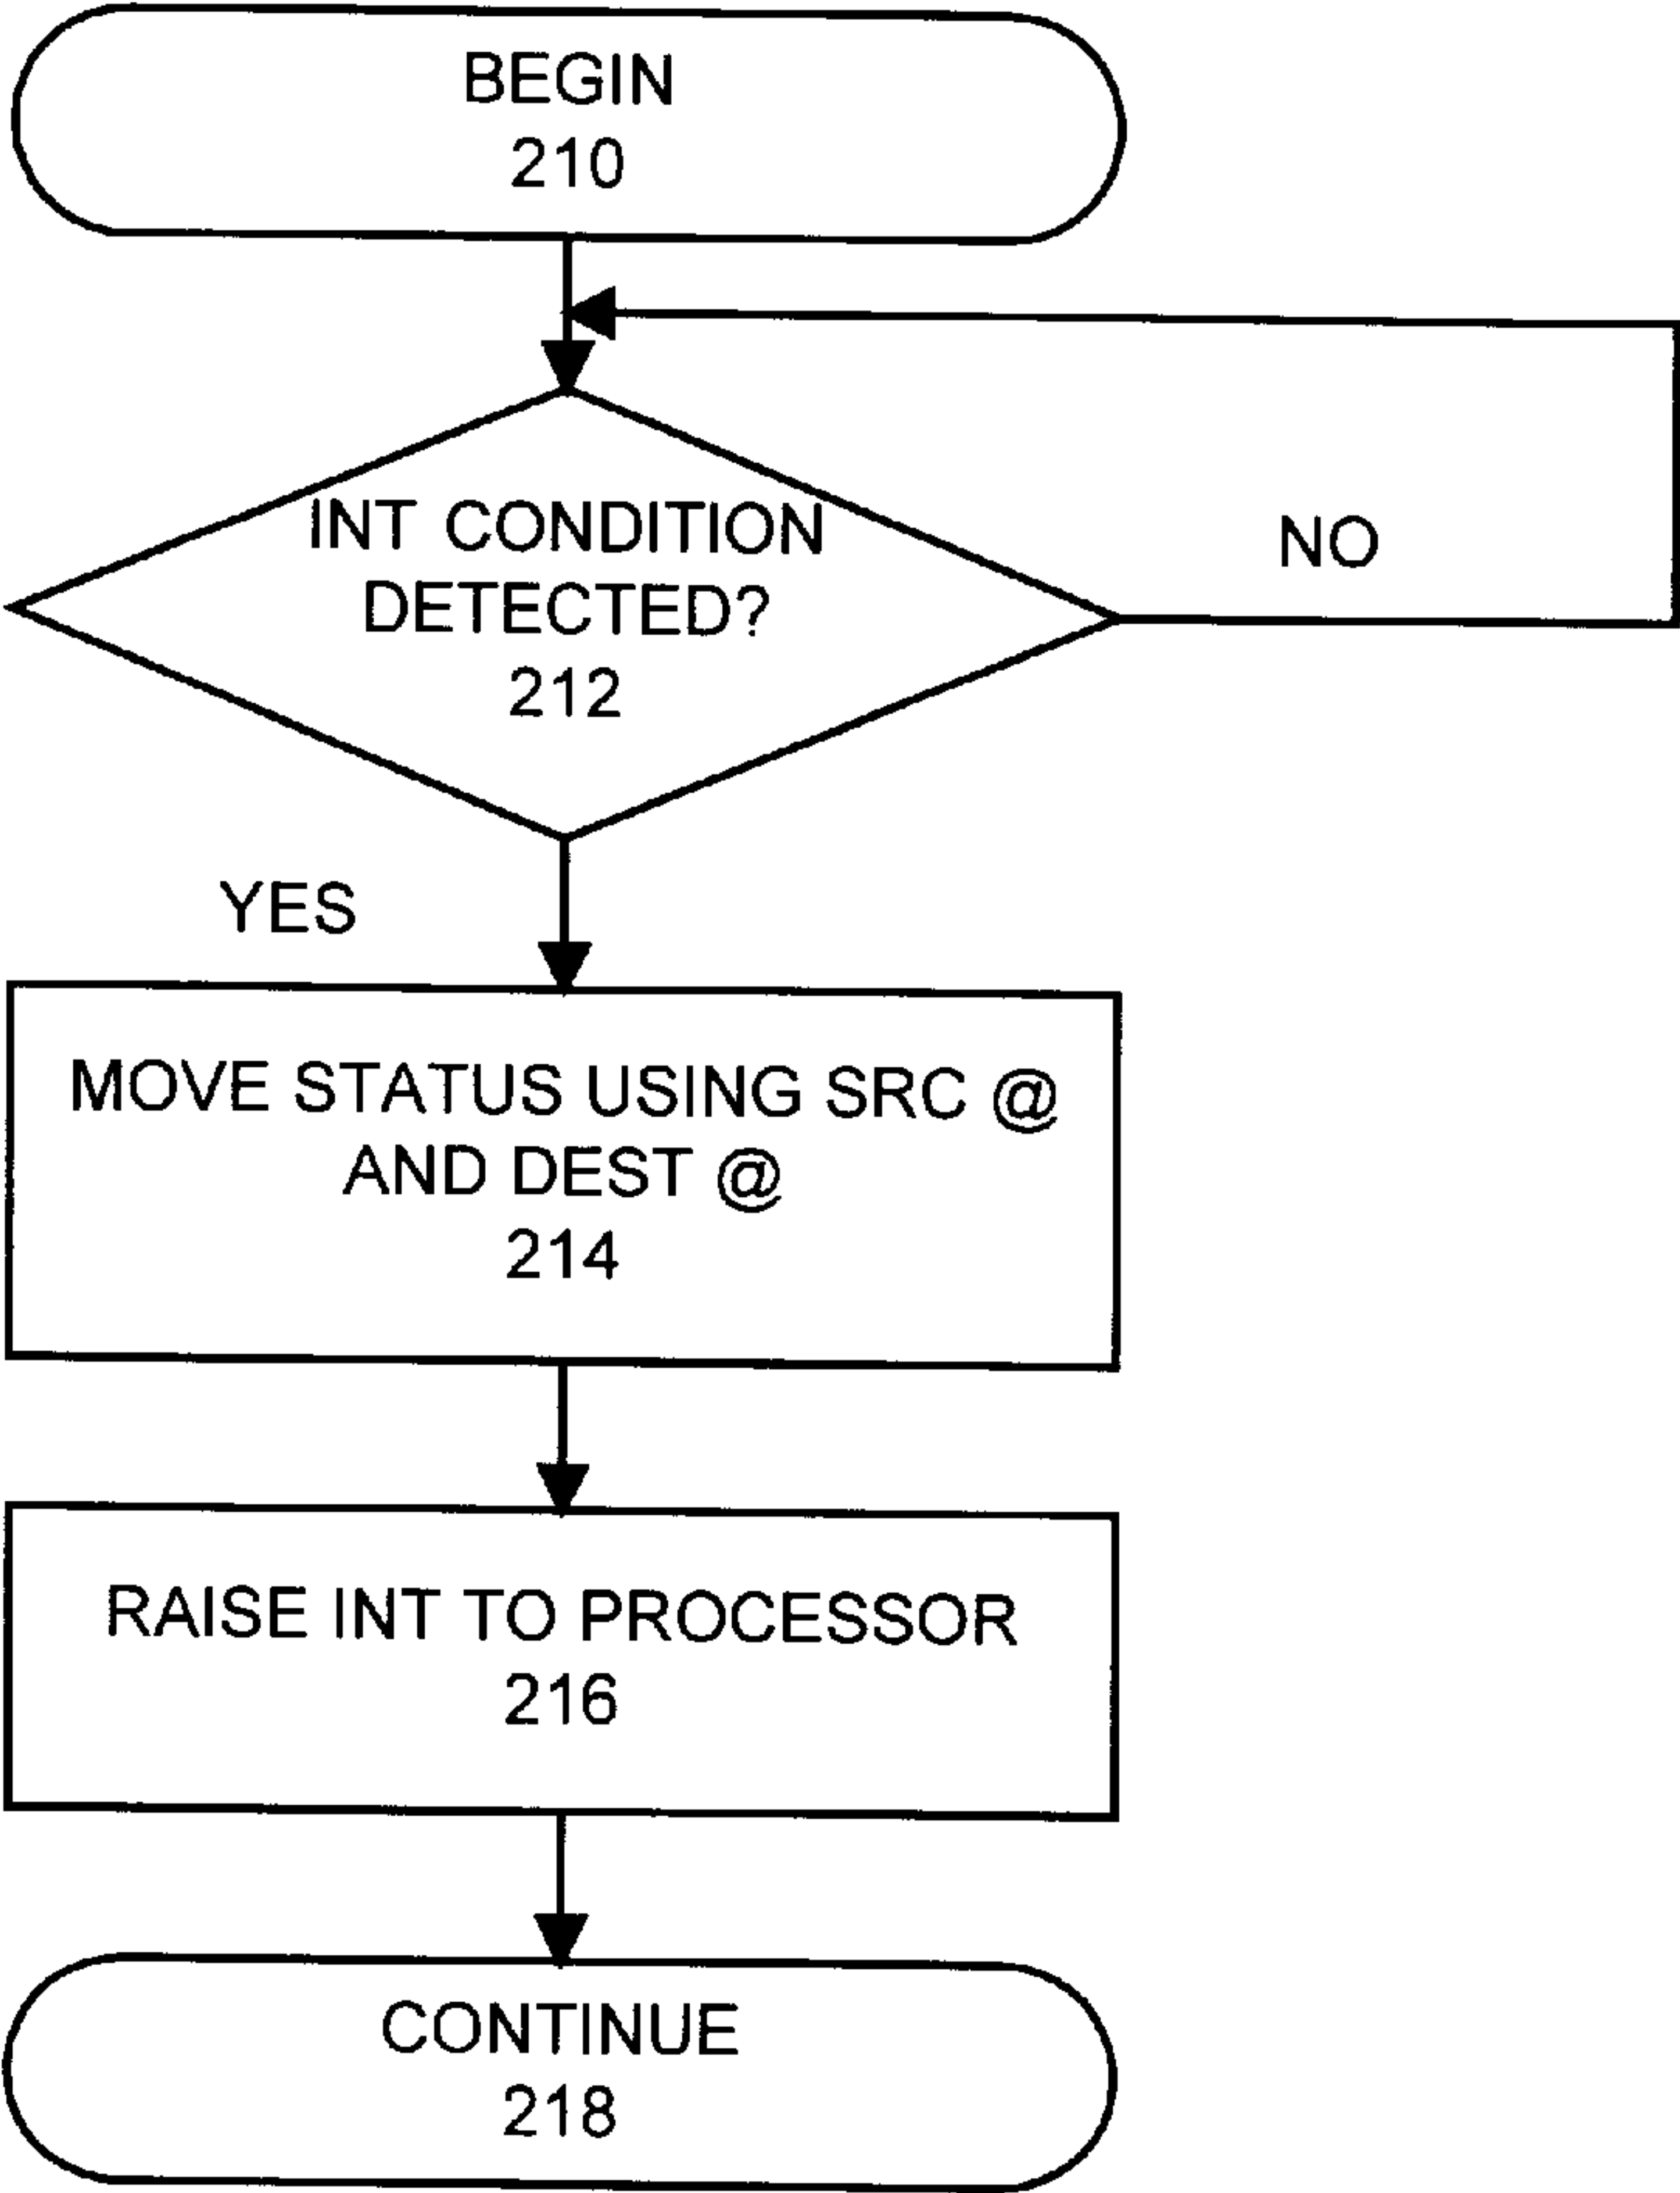 BEGIN
210
INT CONDITION
DETECTED?
212
NO
YES
MOVE STATUS USING SRC @
AND DEST @
214
RAISE INT TO PROCESSOR
216
CONTINUE
218